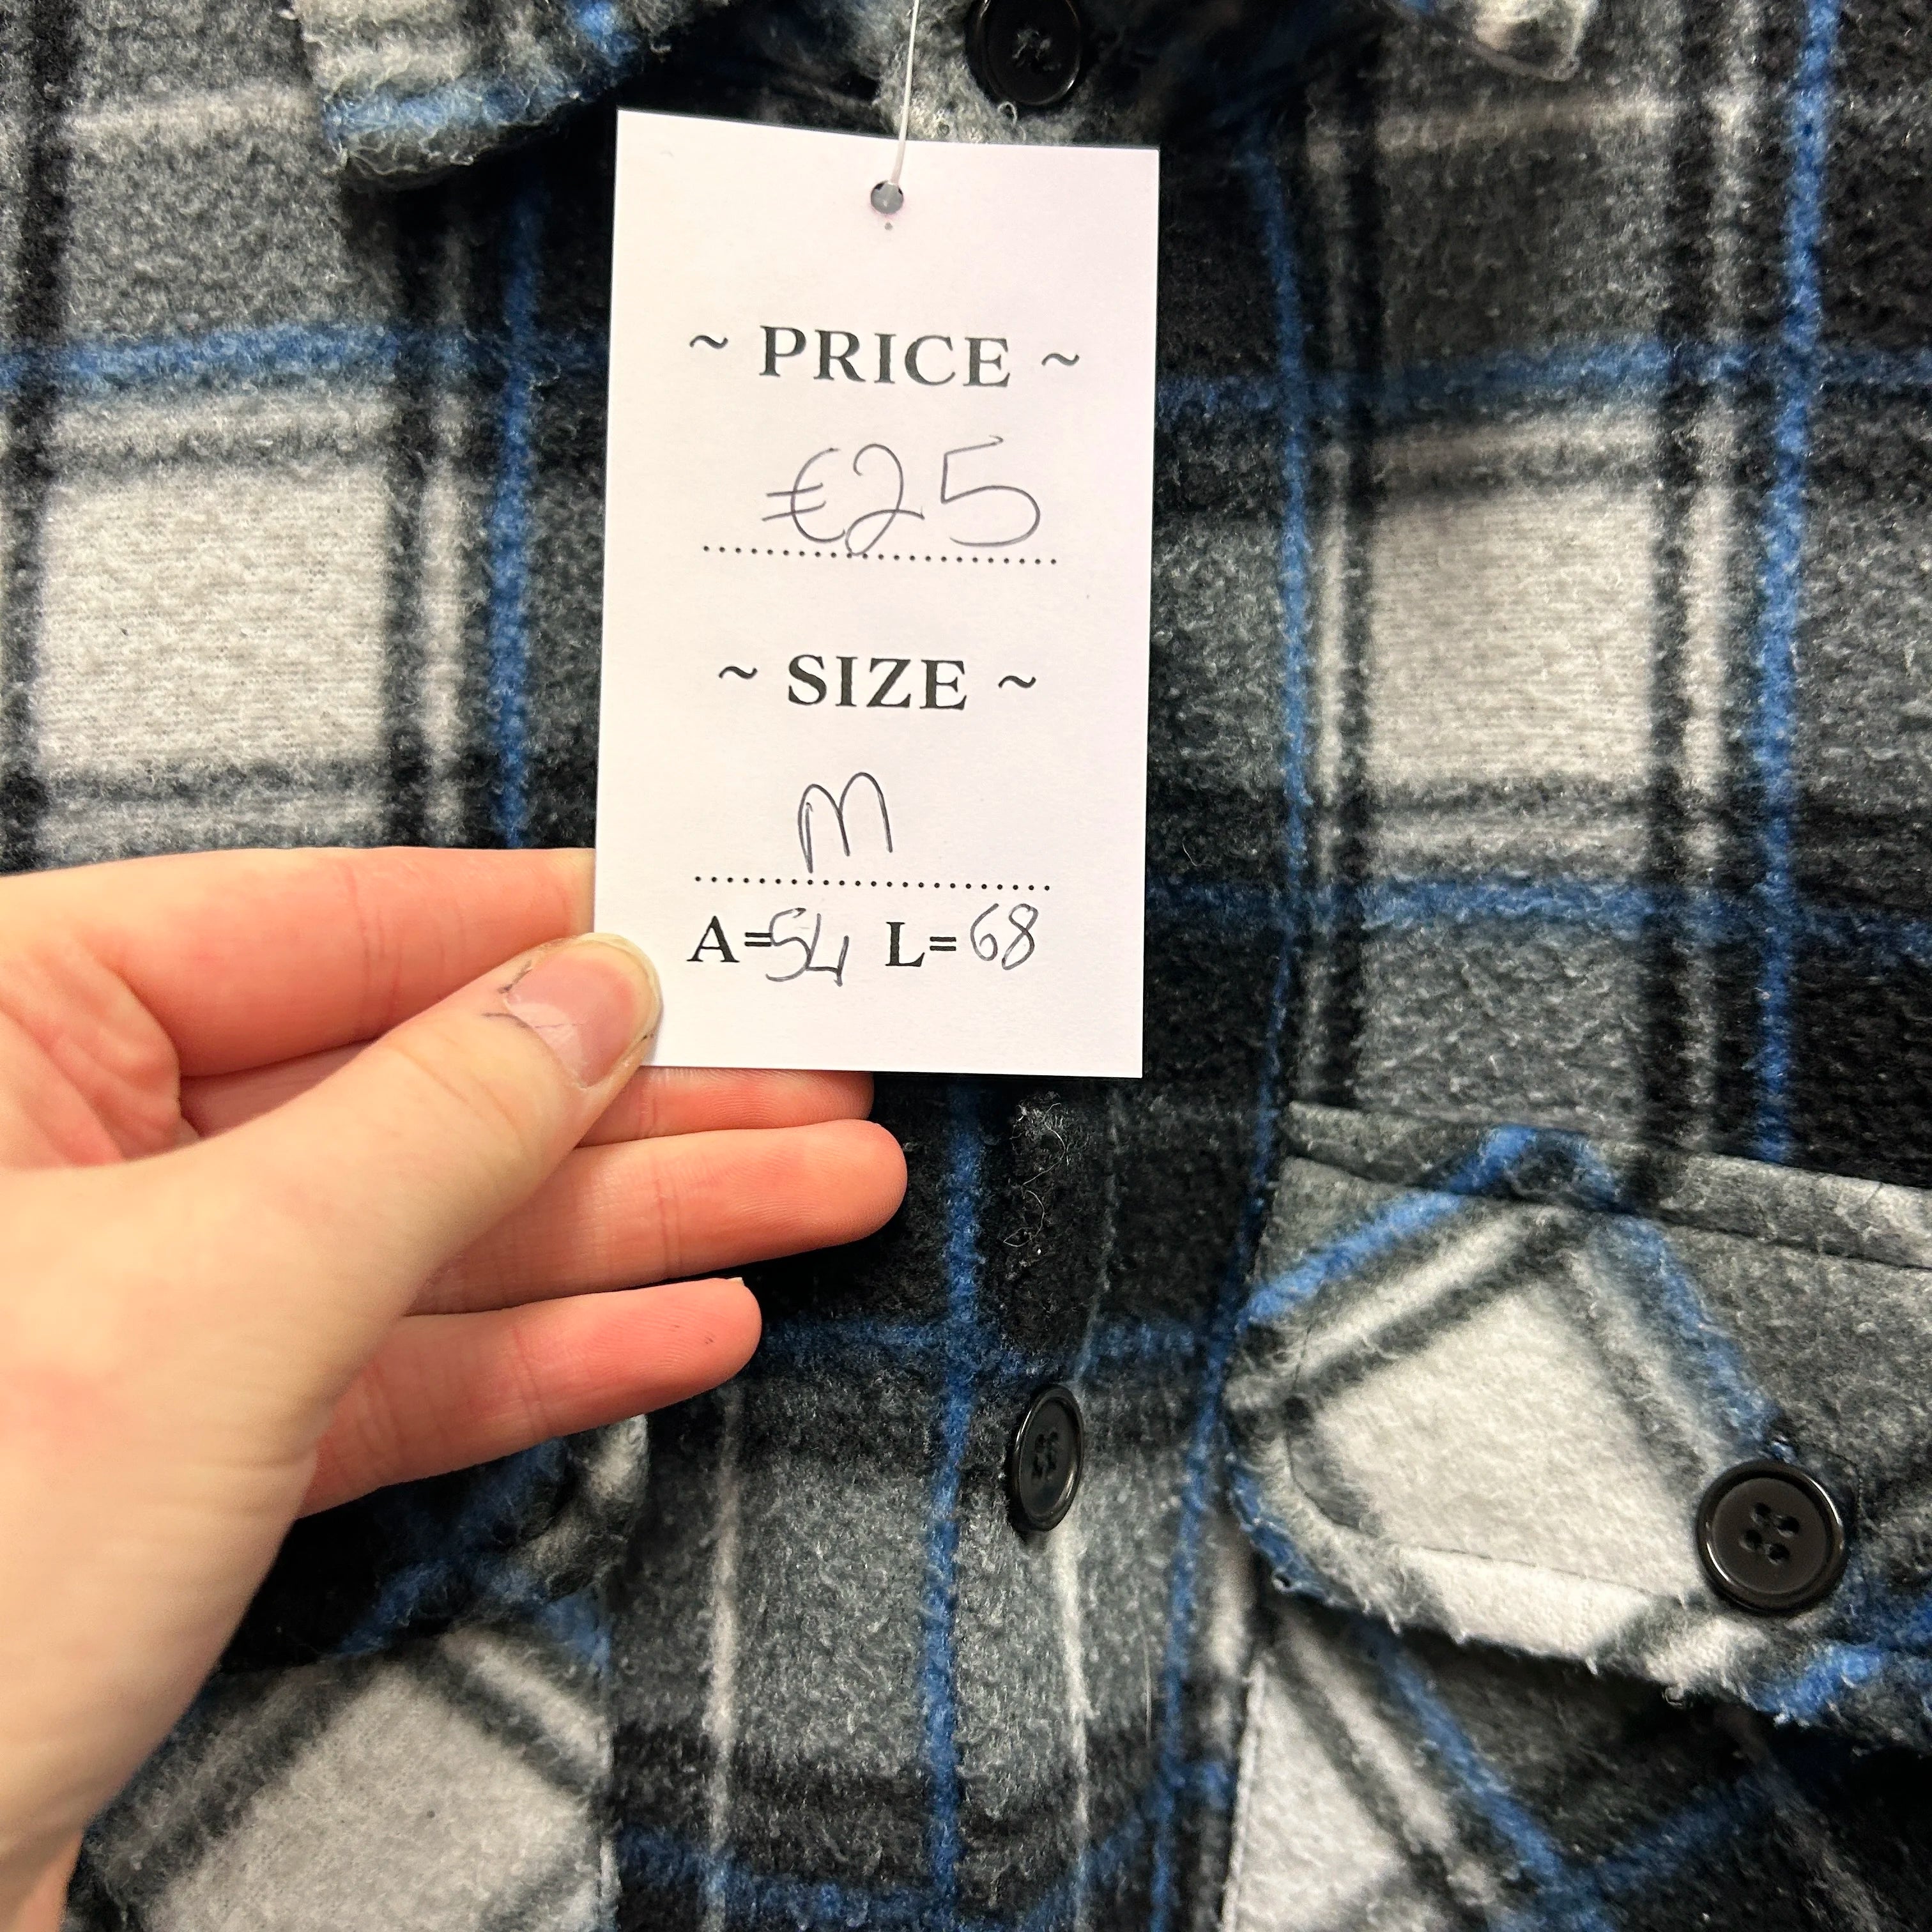 ~ PRICE ~
€25
~ SIZE ~
M
A=54 L=68